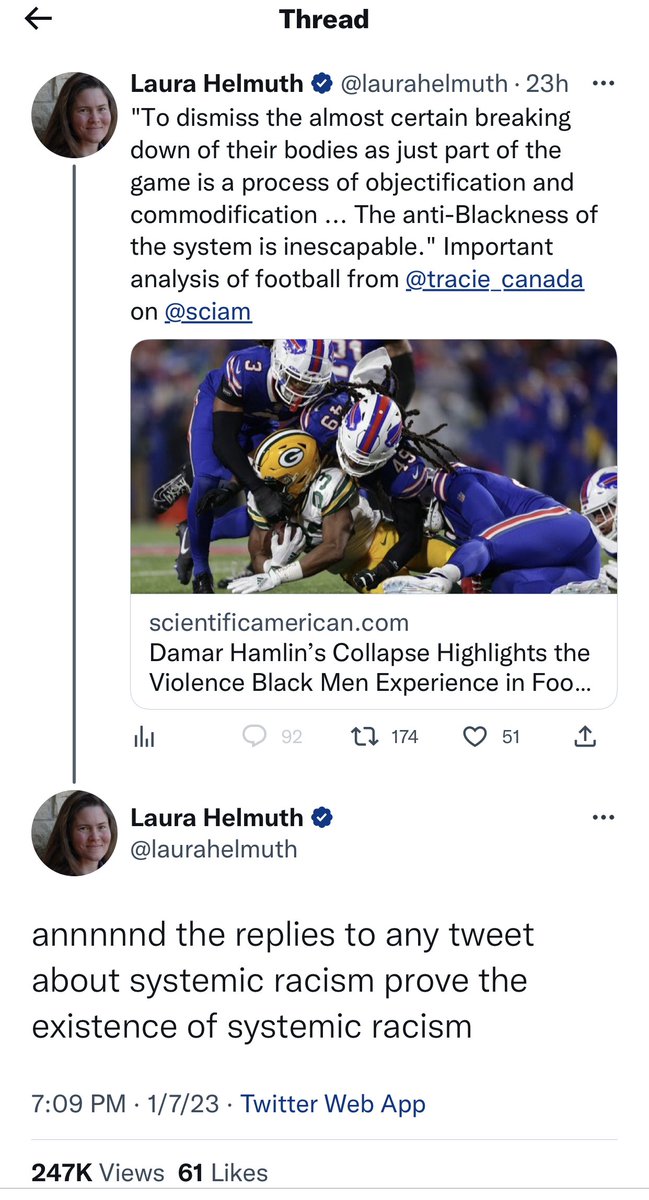 Thread
Laura Helmuth @laurahelmuth · 23h
"To dismiss the almost certain breaking
down of their bodies as just part of the
game is a process of objectification and
commodification ... The anti-Blackness of
the system is inescapable." Important
analysis of football from @tracie_canada
on @sciam
3
49
49
G
scientificamerican.com
Damar Hamlin’s Collapse Highlights the
Violence Black Men Experience in Foo...
92 174 51
Laura Helmuth
@laurahelmuth
annnnnd the replies to any tweet
about systemic racism prove the
existence of systemic racism
7:09 PM · 1/7/23 · Twitter Web App
247K Views 61 Likes